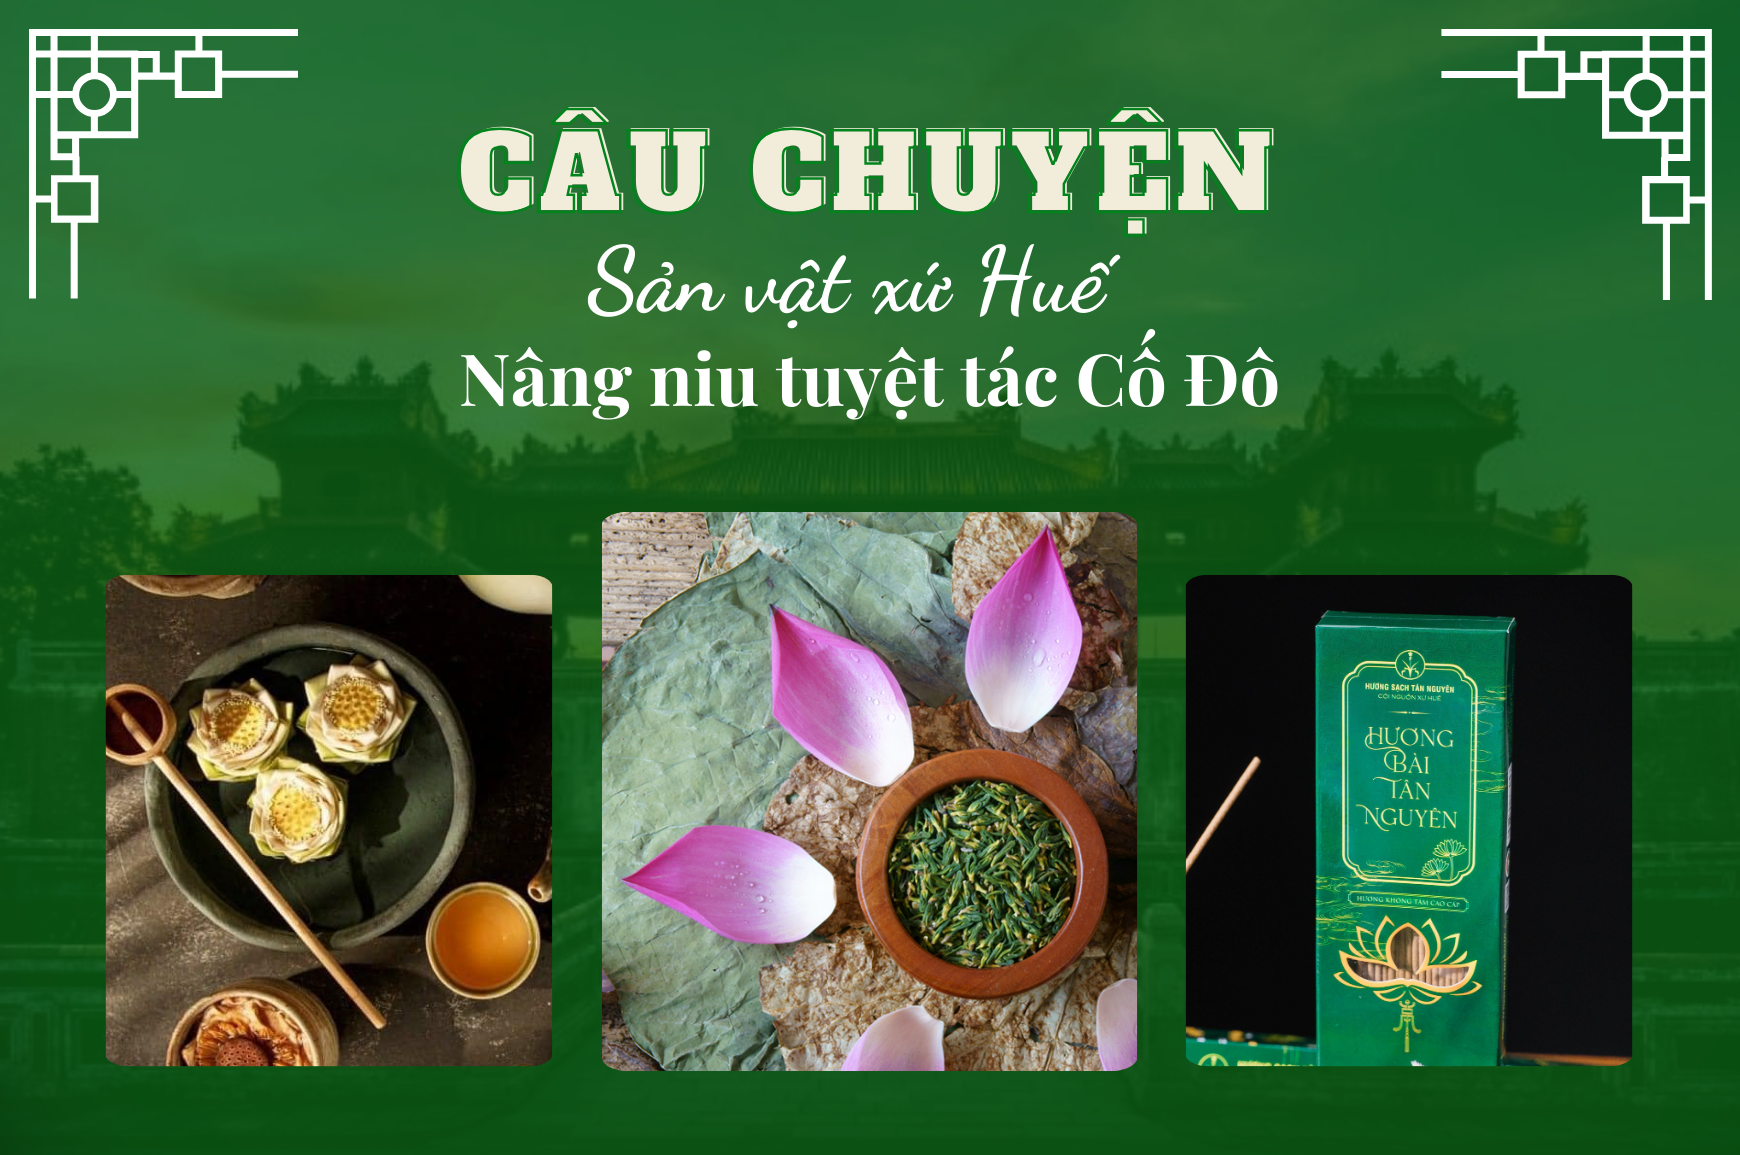 CÂU CHUYỆN
Sản vật xứ Huế
Nâng niu tuyệt tác Cố Đô
HƯƠNG SẠCH TÂN NGUYÊN
CỘI NGUỒN XỨ HUẾ
HƯƠNG
BÀI
TÂN
NGUYÊN
HƯƠNG KHÔNG TĂM CAO CẤP